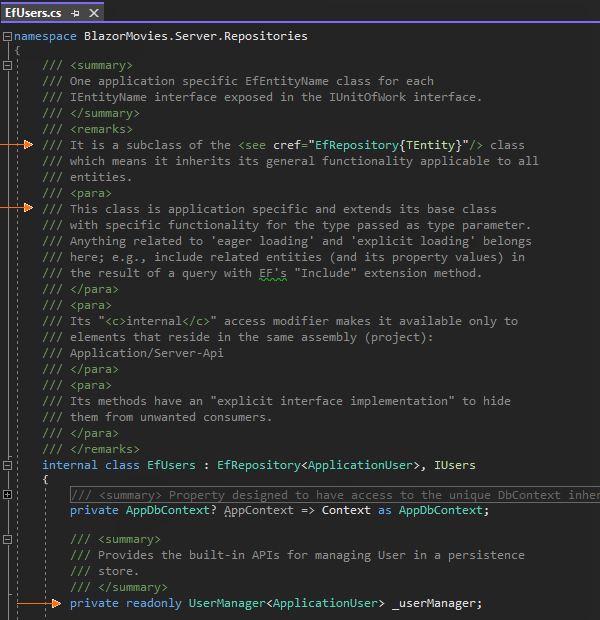 EfUsers.cs
namespace BlazorMovies.Server.Repositories
{
/// <summary>
/// One application specific EfEntityName class for each
/// IEntityName interface exposed in the IUnitOfWork interface.
/// </summary>
/// <remarks>
/// It is a subclass of the <see cref="EfRepository{TEntity}"/> class
/// which means it inherits its general functionality applicable to all
/// entities.
/// <para>
/// This class is application specific and extends its base class
/// with specific functionality for the type passed as type parameter.
/// Anything related to 'eager loading' and 'explicit loading' belongs
/// here; e.g., include related entities (and its property values) in
/// the result of a query with EF's "Include" extension method.
/// </para>
/// <para>
/// Its "<c>internal</c>" access modifier makes it available only to
/// elements that reside in the same assembly (project):
/// Application/Server-Api
/// </para>
/// <para>
/// Its methods have an "explicit interface implementation" to hide
/// them from unwanted consumers.
/// </para>
/// </remarks>
internal class EfUsers : EfRepository<ApplicationUser>, IUsers
{
/// <summary> Property designed to have access to the unique DbContext inher
private AppDbContext? AppContext => Context as AppDbContext;
/// <summary>
/// Provides the built-in APIs for managing User in a persistence
/// store.
/// </summary>
private readonly UserManager<ApplicationUser> _userManager;